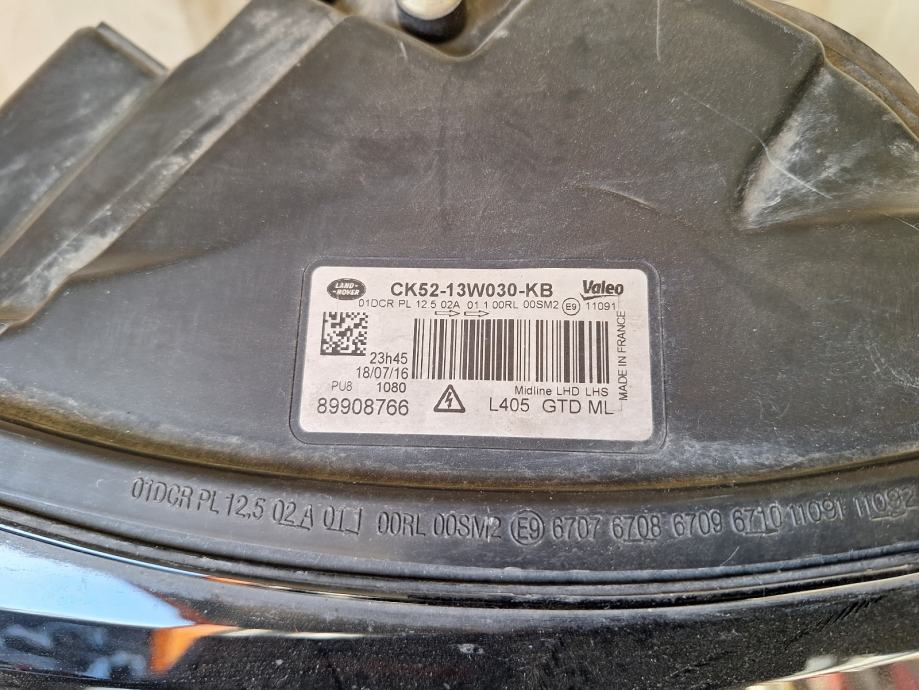 LAND-
-ROVER
CK52-13W030-KB
Valeo
01DCR PL 12.5 02A 01 1 00RL 00SM2 E9 11091
23h45
18/07/16
PU8 1080
89908766
Midline LHD LHS
L405 GTD ML
MADE IN FRANCE
01DCR PL 12.5 02A 01 1 00RL 00SM2 E9 6707 6708 6709 6710 11091 11092